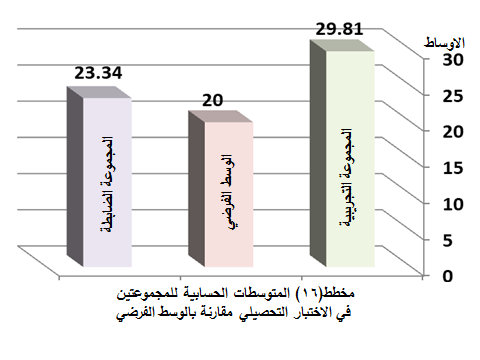 الاوساط
30
25
20
15
10
5
0
29.81
20
23.34
المجموعة التجريبية
الوسط الفرضي
المجموعة الضابطة
مخطط(١٦) المتوسطات الحسابية للمجموعتين
في الاختبار التحصيلي مقارنة بالوسط الفرضي